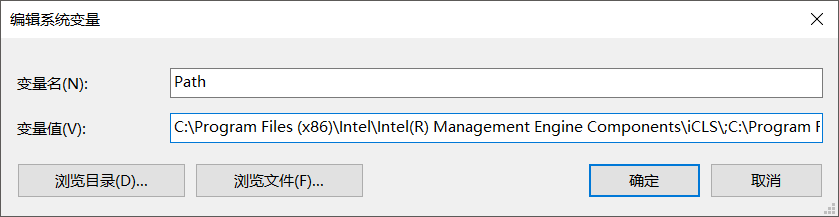 编辑系统变量
变量名(N):
Path
变量值(V):
C:\Program Files (x86)\Intel\Intel(R) Management Engine Components\iCLS\;C:\Program F
浏览目录(D)...
浏览文件(F)...
确定
取消